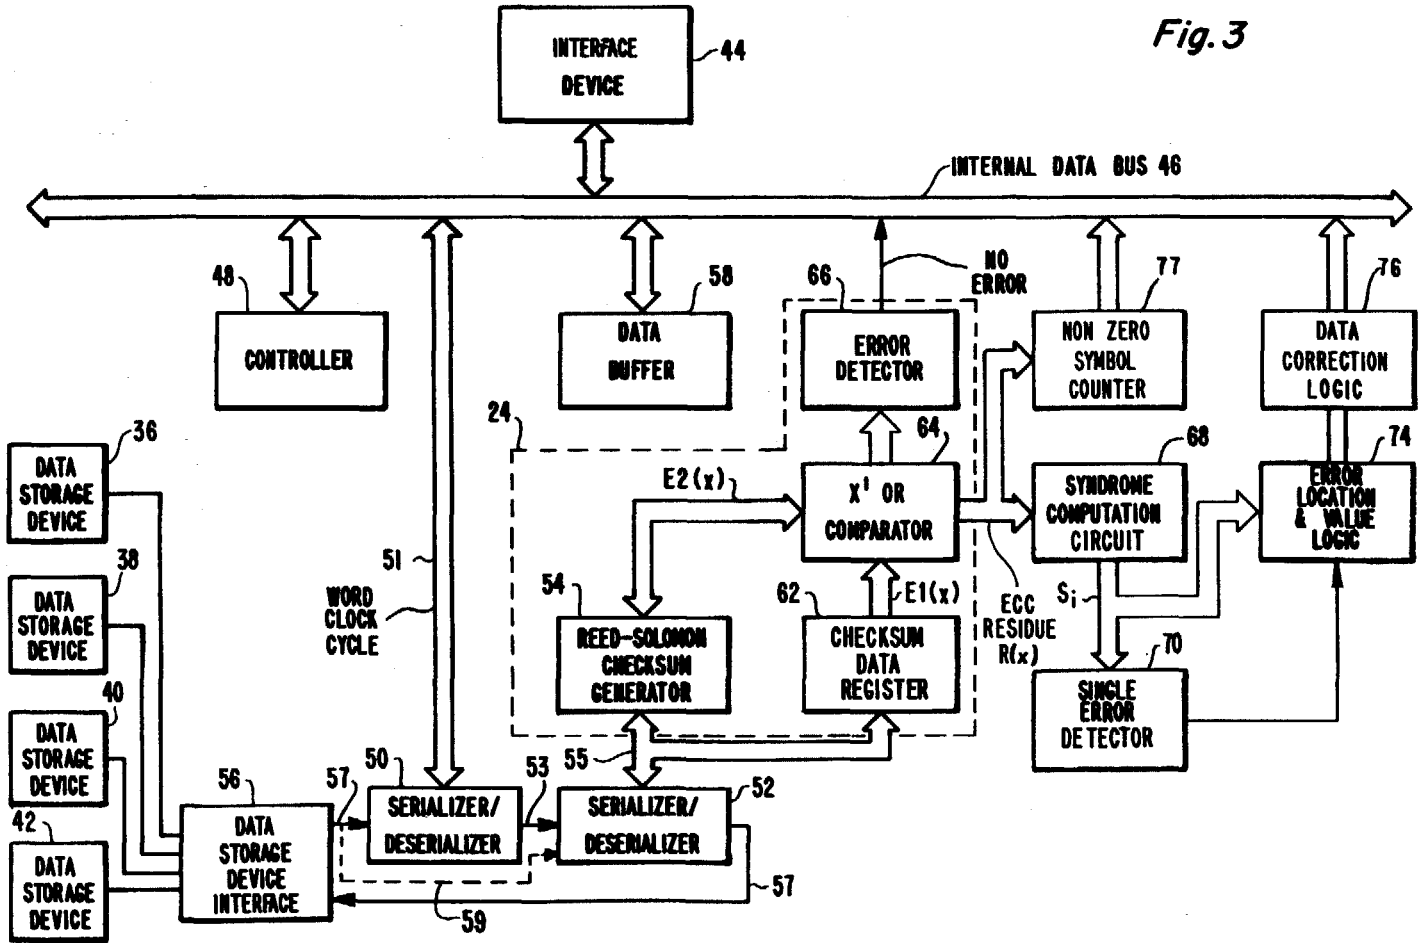 Fig. 3
INTERFACE
DEVICE
44
INTERNAL DATA BUS 46
48
CONTROLLER
58
DATA
BUFFER
66
NO
ERROR
ERROR
DETECTOR
77
NON ZERO
SYMBOL
COUNTER
76
DATA
CORRECTION
LOGIC
24
36
DATA
STORAGE
DEVICE
E2(x)
64
X' OR
COMPARATOR
68
SYNDROME
COMPUTATION
CIRCUIT
74
ERROR
LOCATION
& VALUE
LOGIC
38
DATA
STORAGE
DEVICE
51
WORD
CLOCK
CYCLE
54
REED-SOLOMON
CHECKSUM
GENERATOR
62
E1(x)
CHECKSUM
DATA
REGISTER
ECC
RESIDUE
R(x)
Si
70
SINGLE
ERROR
DETECTOR
40
DATA
STORAGE
DEVICE
42
DATA
STORAGE
DEVICE
56
DATA
STORAGE
DEVICE
INTERFACE
57
50
SERIALIZER/
DESERIALIZER
53
55
52
SERIALIZER/
DESERIALIZER
57
59